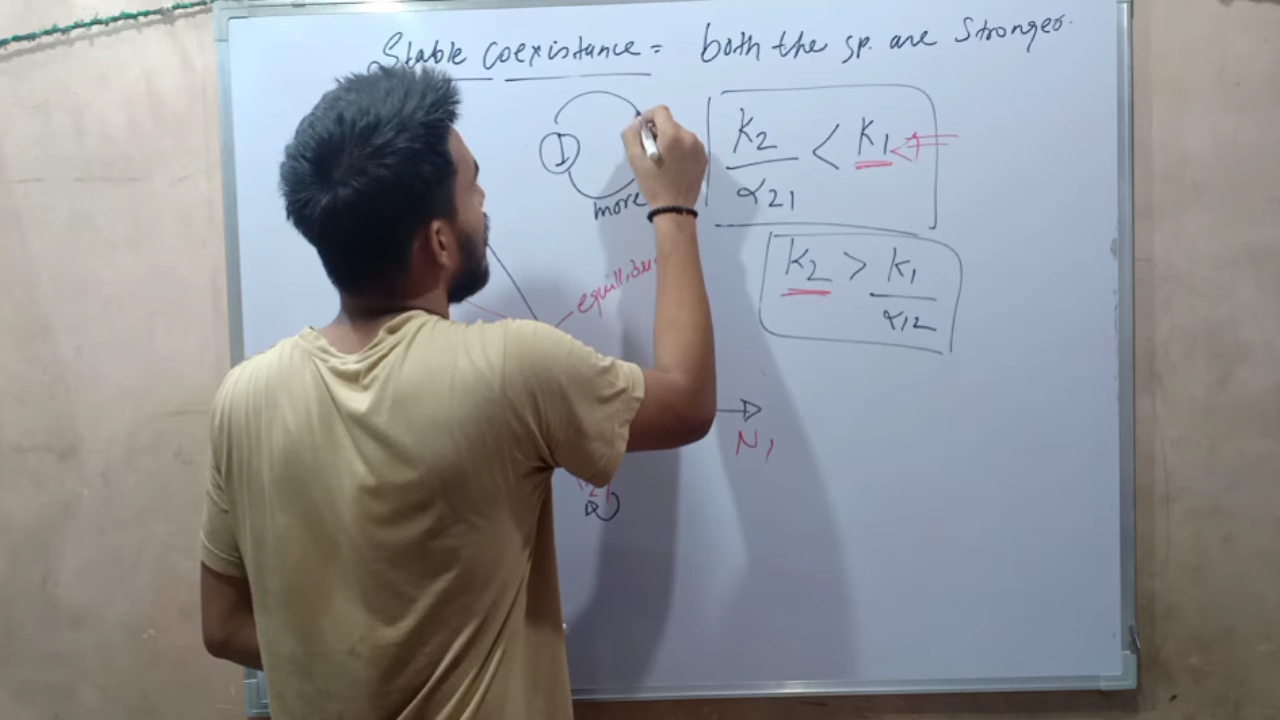 Stable Coexistance = both the sp. are Stronger.
I
more
K2/α21 < K1
K2 > K1/α12
N1